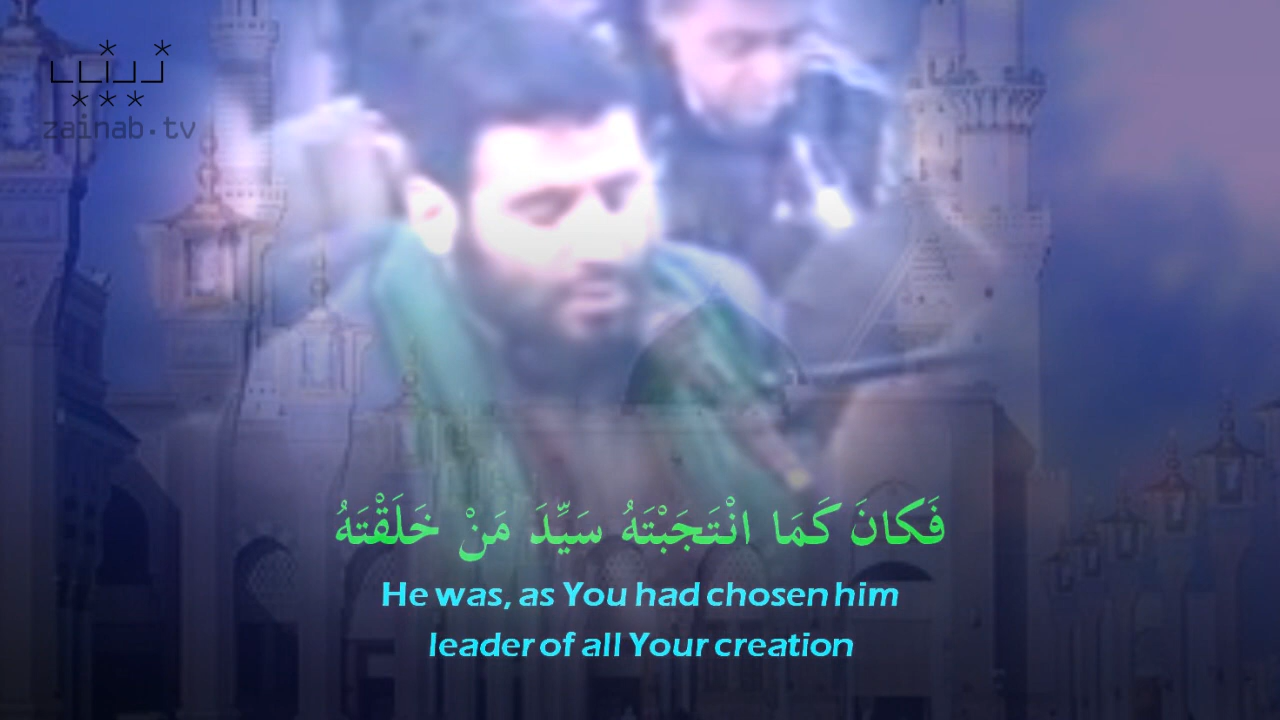 zainab.tv
فَكانَ كَمَا انْتَجَبْتَهُ سَيِّدَ مَنْ خَلَقْتَهُ
He was, as You had chosen him
leader of all Your creation